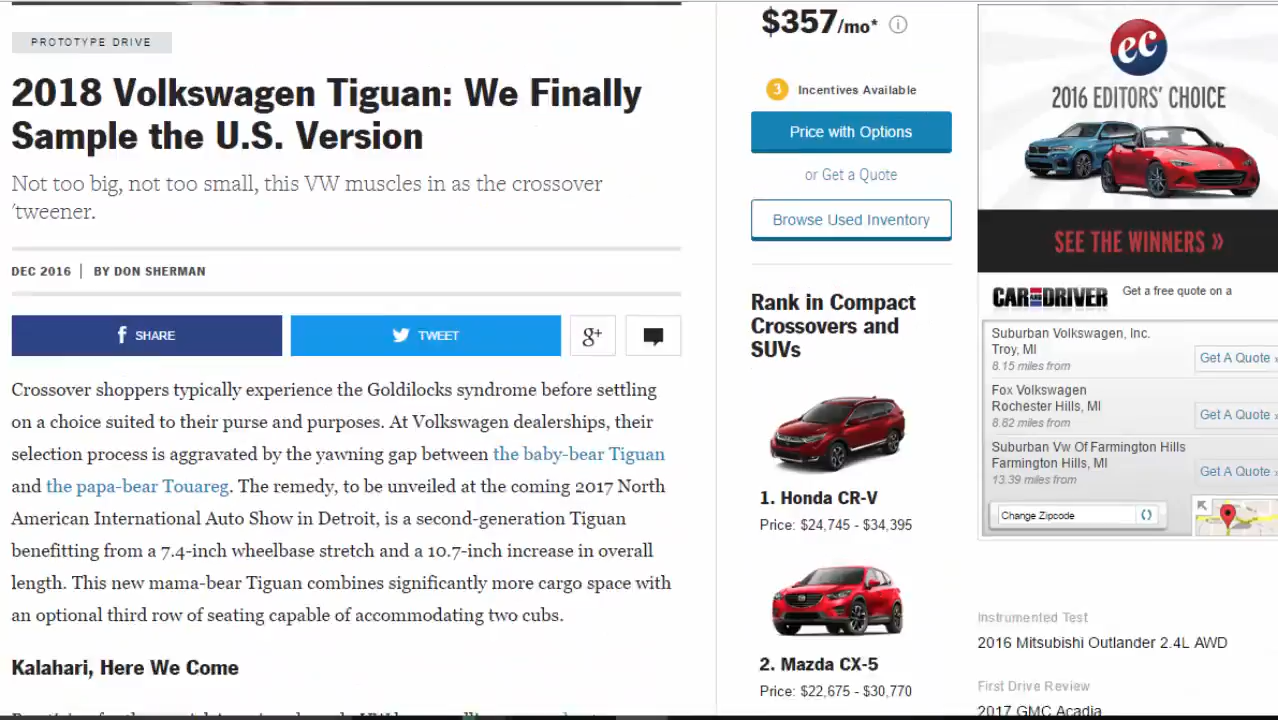 PROTOTYPE DRIVE
2018 Volkswagen Tiguan: We Finally
Sample the U.S. Version
Not too big, not too small, this VW muscles in as the crossover
'tweener.
DEC 2016 | BY DON SHERMAN
f SHARE
TWEET
g+
Crossover shoppers typically experience the Goldilocks syndrome before settling
on a choice suited to their purse and purposes. At Volkswagen dealerships, their
selection process is aggravated by the yawning gap between the baby-bear Tiguan
and the papa-bear Touareg. The remedy, to be unveiled at the coming 2017 North
American International Auto Show in Detroit, is a second-generation Tiguan
benefitting from a 7.4-inch wheelbase stretch and a 10.7-inch increase in overall
length. This new mama-bear Tiguan combines significantly more cargo space with
an optional third row of seating capable of accommodating two cubs.
Kalahari, Here We Come
$357/mo*
3 Incentives Available
Price with Options
or Get a Quote
Browse Used Inventory
Rank in Compact
Crossovers and
SUVs
1. Honda CR-V
Price: $24,745 - $34,395
2. Mazda CX-5
Price: $22,675 - $30,770
ec
2016 EDITORS' CHOICE
SEE THE WINNERS »
CAR AND DRIVER
Get a free quote on a
Suburban Volkswagen, Inc.
Troy, MI
8.15 miles from
Get A Quote ›
Fox Volkswagen
Rochester Hills, MI
8.62 miles from
Get A Quote ›
Suburban Vw Of Farmington Hills
Farmington Hills, MI
13.39 miles from
Get A Quote ›
Change Zipcode
Instrumented Test
2016 Mitsubishi Outlander 2.4L AWD
First Drive Review
2017 GMC Acadia